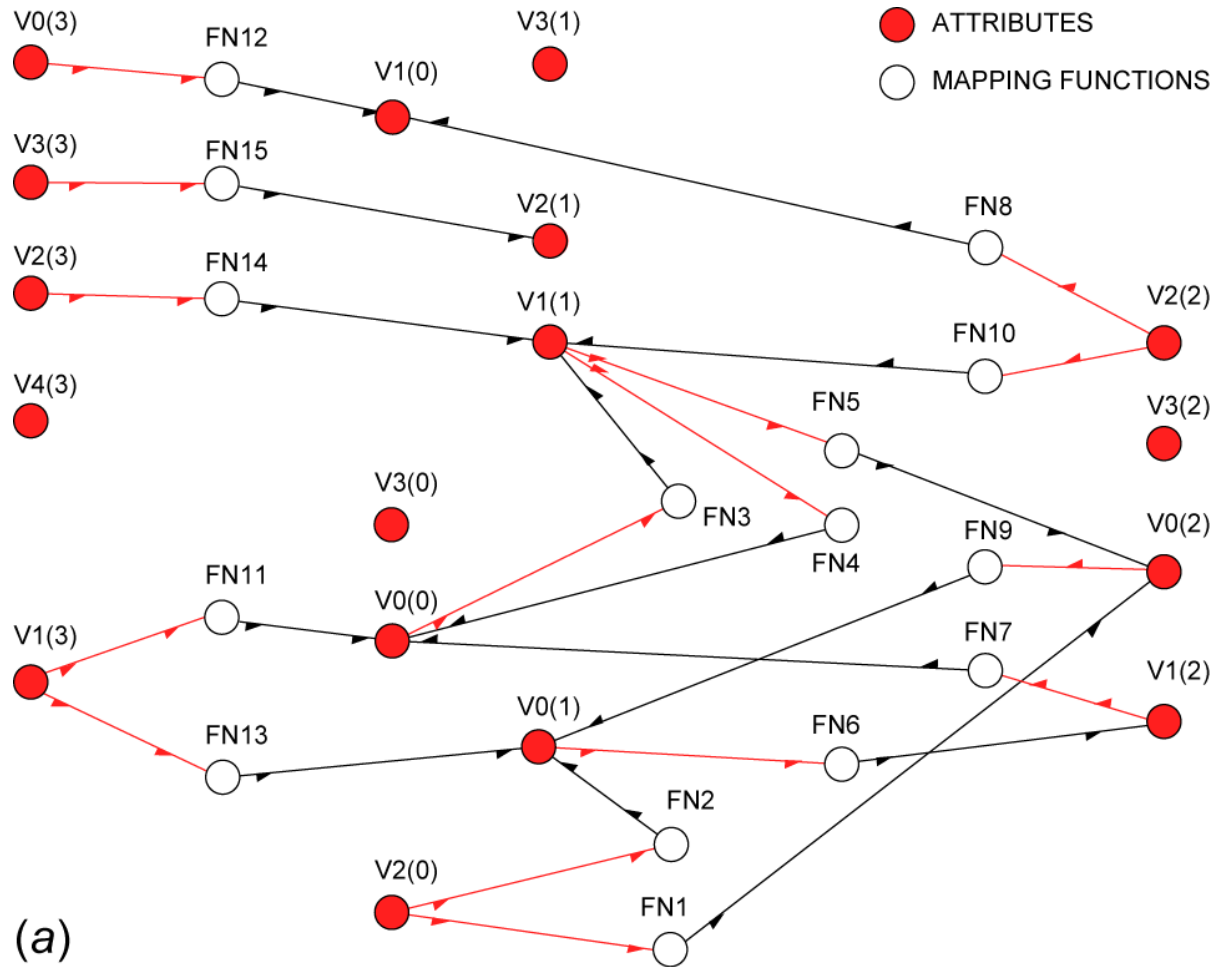 V0(3)
FN12
V1(0)
V3(1)
ATTRIBUTES
MAPPING FUNCTIONS
V3(3)
FN15
V2(1)
FN8
V2(3)
FN14
V1(1)
V2(2)
FN10
V4(3)
FN5
V3(2)
V3(0)
FN3
FN4
FN9
V0(2)
FN11
V0(0)
V1(3)
FN7
V1(2)
V0(1)
FN13
FN6
FN2
V2(0)
FN1
(a)